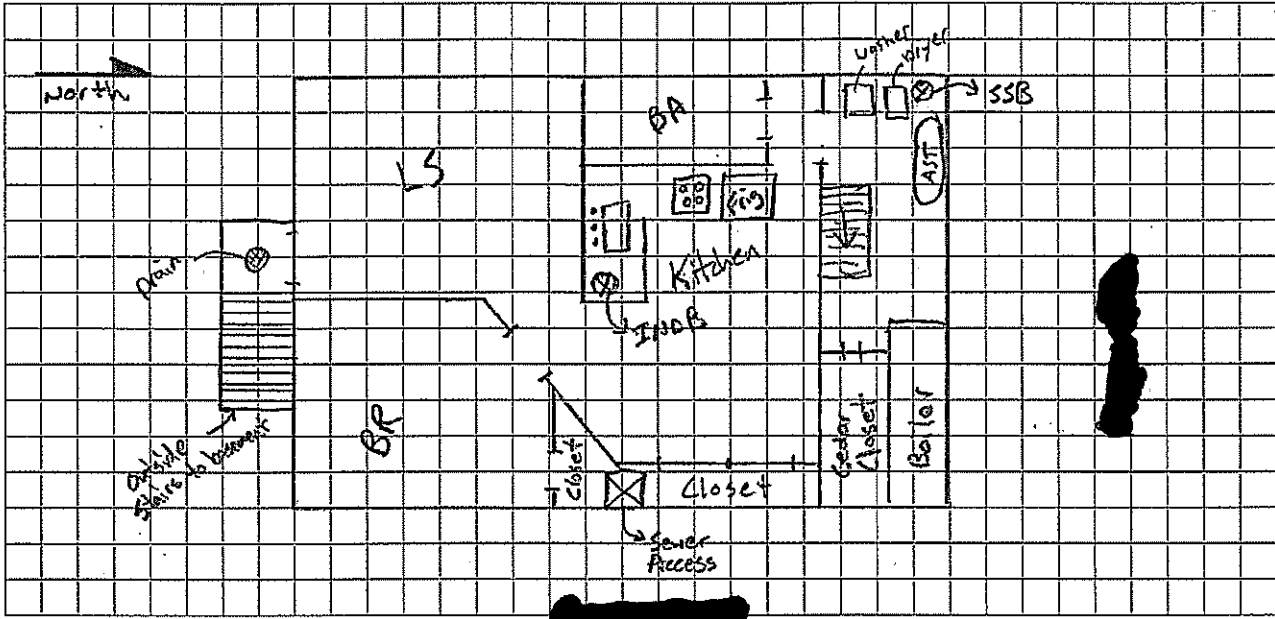 North
Washer
Dryer
SSB
BA
LS
AST
Frig
Kitchen
Drain
INDB
BR
Outside
Stairs to basement
Closet
Closet
Cedar
Closet
Boiler
Sewer
Access